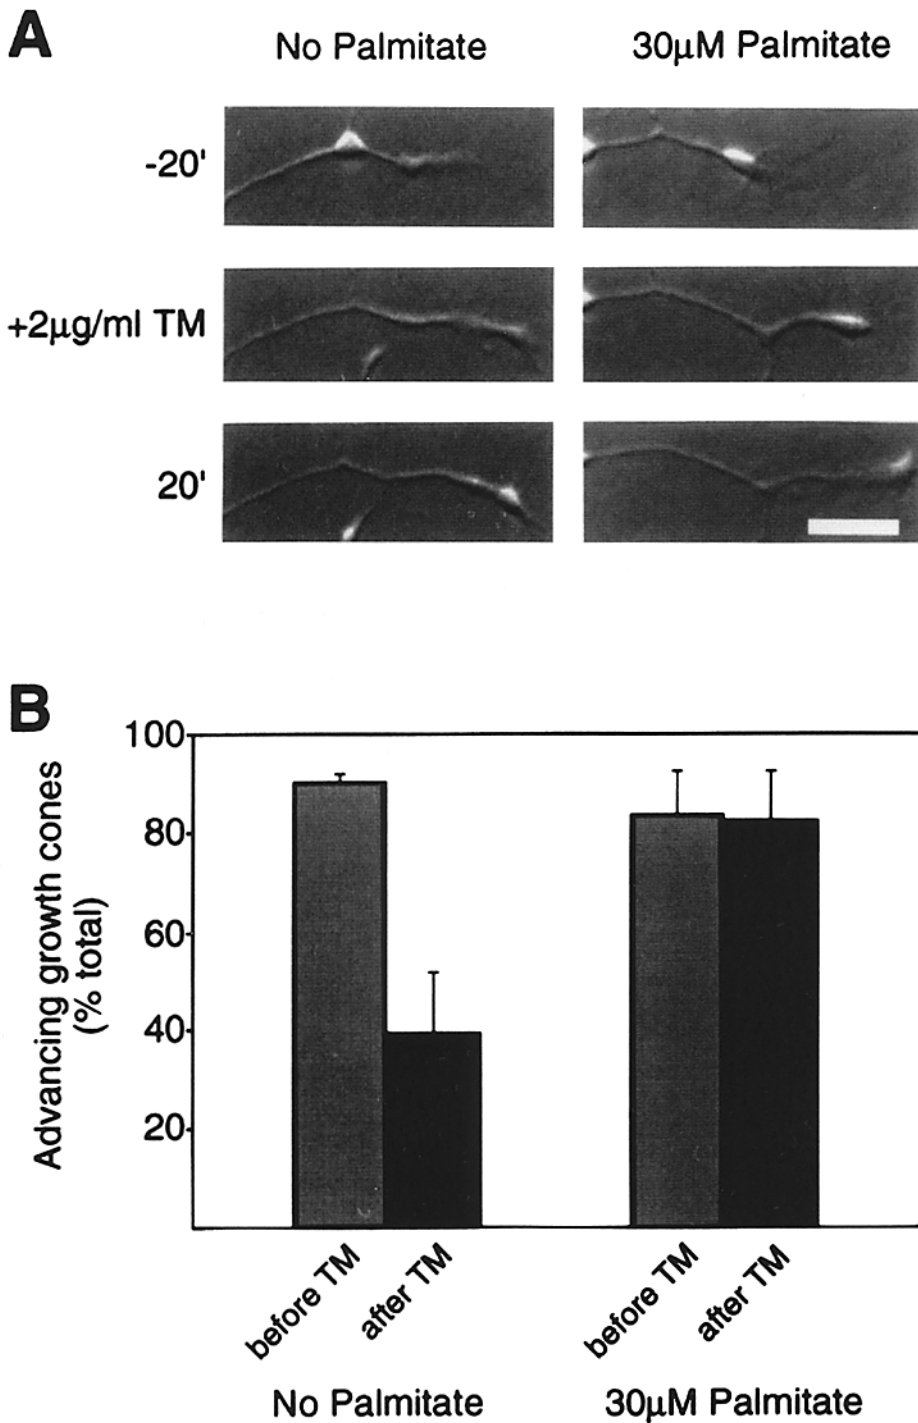 A
No Palmitate
30µM Palmitate
-20'
+2µg/ml TM
20'
B
Advancing growth cones
(% total)
100
80
60
40
20
before TM
after TM
before TM
after TM
No Palmitate
30µM Palmitate